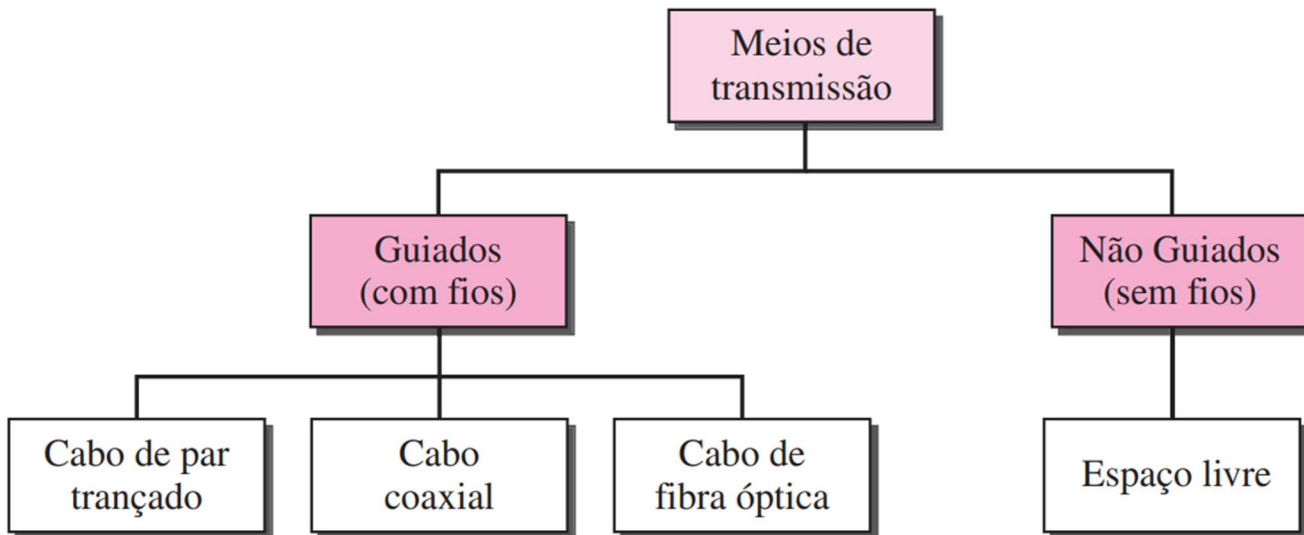 Meios de
transmissão
Guiados
(com fios)
Não Guiados
(sem fios)
Cabo de par
trançado
Cabo
coaxial
Cabo de
fibra óptica
Espaço livre